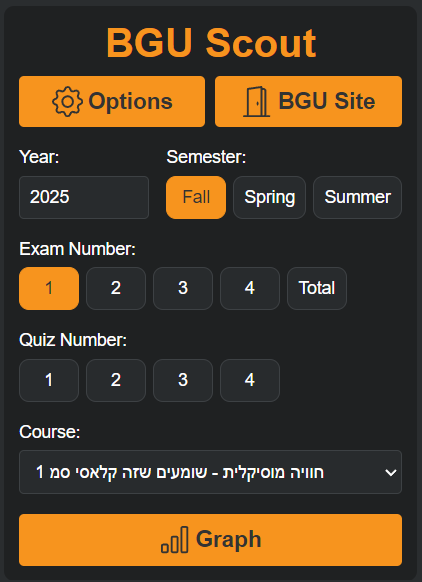 BGU Scout
Options
BGU Site
Year:
Semester:
2025
Fall
Spring
Summer
Exam Number:
1
2
3
4
Total
Quiz Number:
1
2
3
4
Course:
חוויה מוסיקלית - שומעים שזה קלאסי סמ 1
Graph